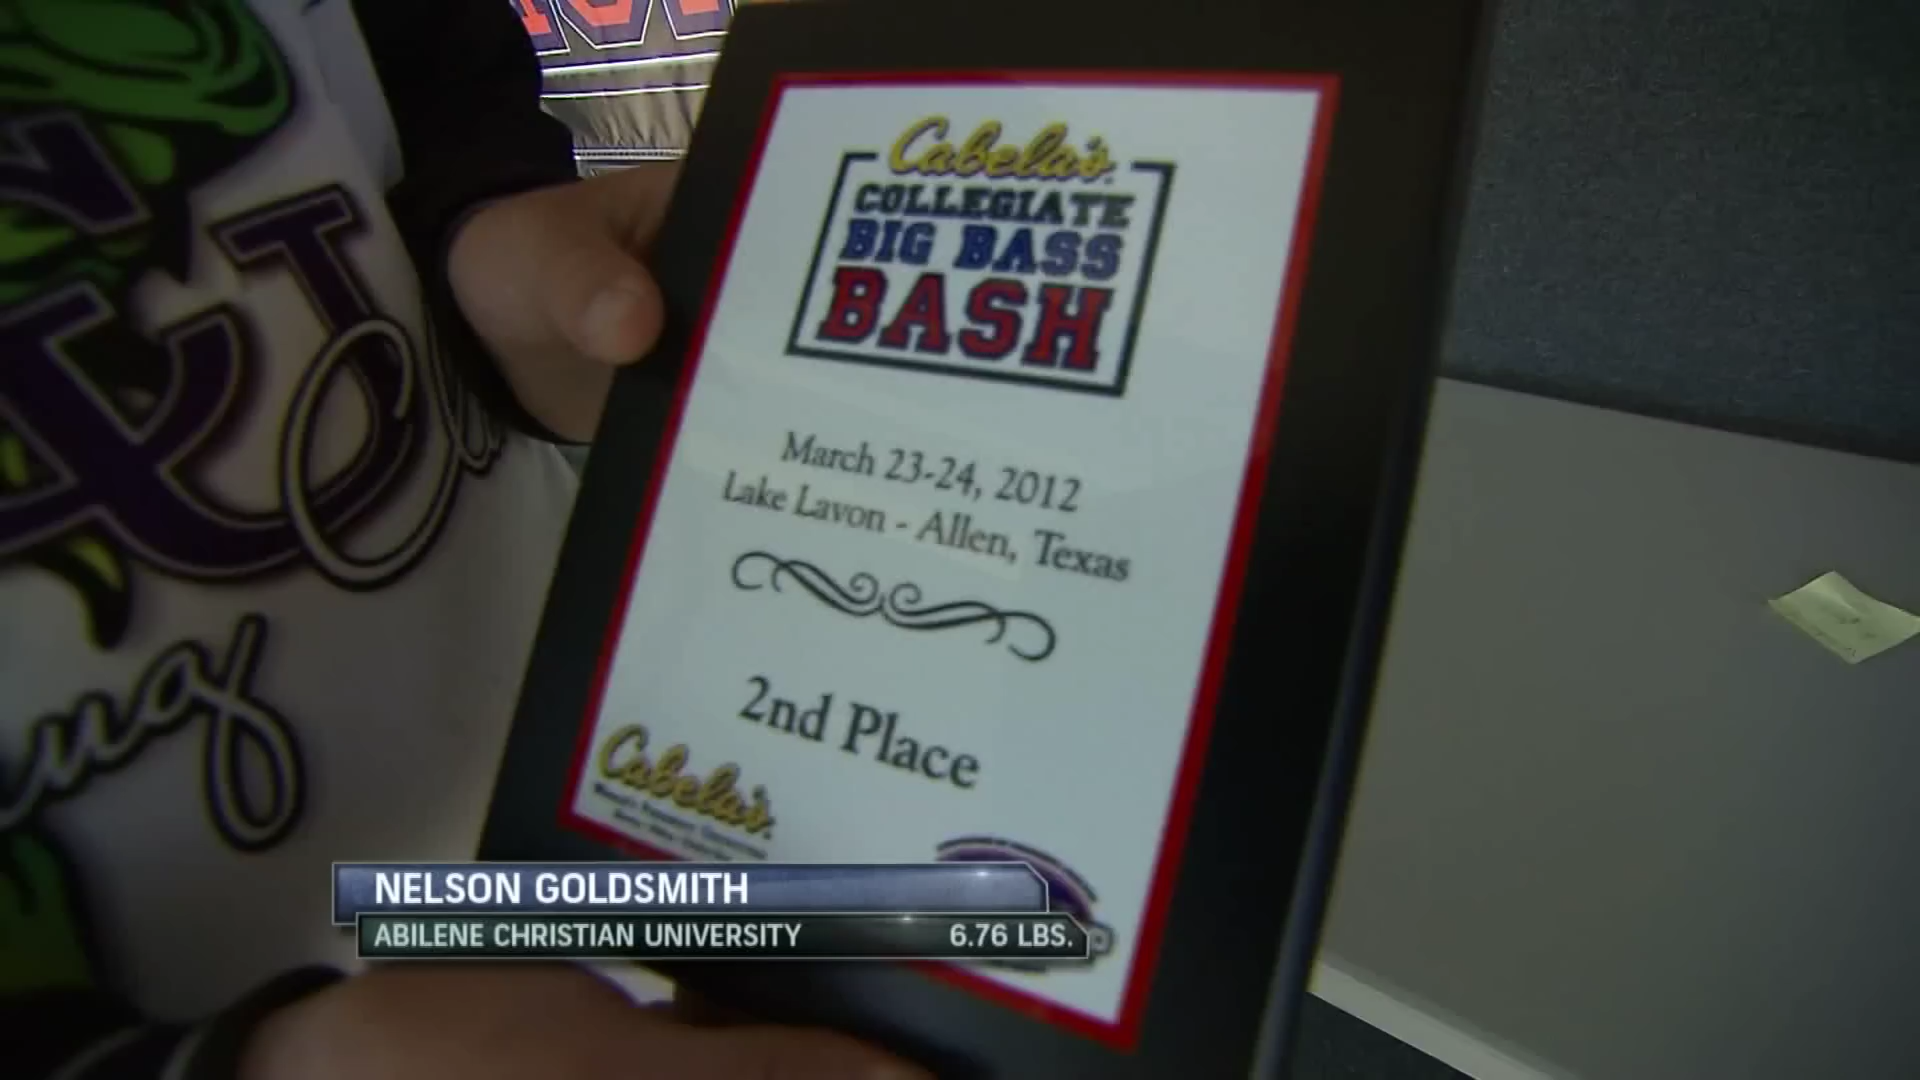 Cabela's
COLLEGIATE
BIG BASS
BASH
March 23-24, 2012
Lake Lavon - Allen, Texas
2nd Place
Cabela's
NELSON GOLDSMITH
ABILENE CHRISTIAN UNIVERSITY 6.76 LBS.